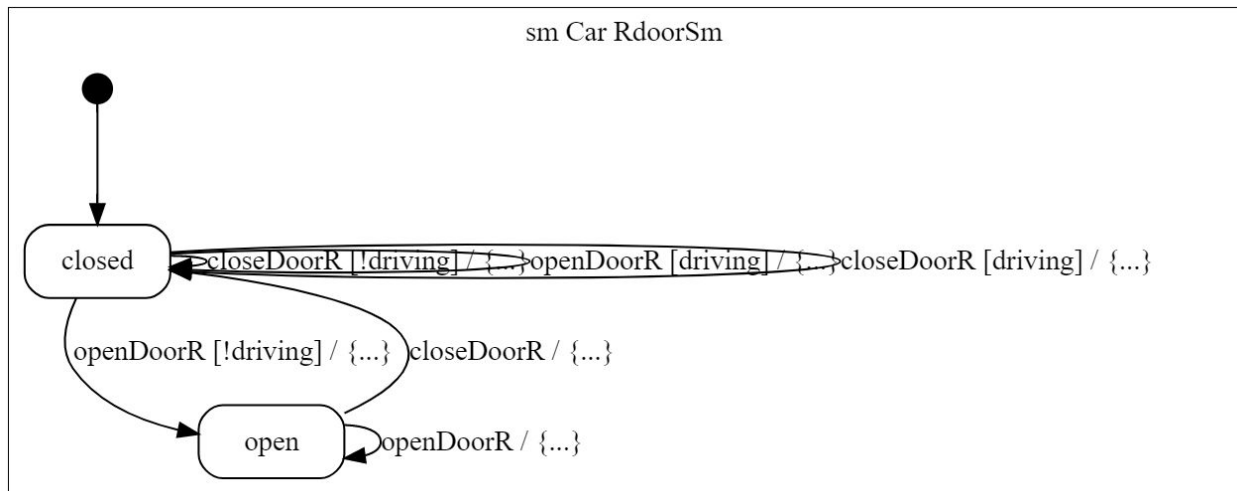 sm Car RdoorSm
closed
closeDoorR [!driving] / {...}
openDoorR [driving] / {...}
closeDoorR [driving] / {...}
openDoorR [!driving] / {...}
closeDoorR / {...}
open
openDoorR / {...}